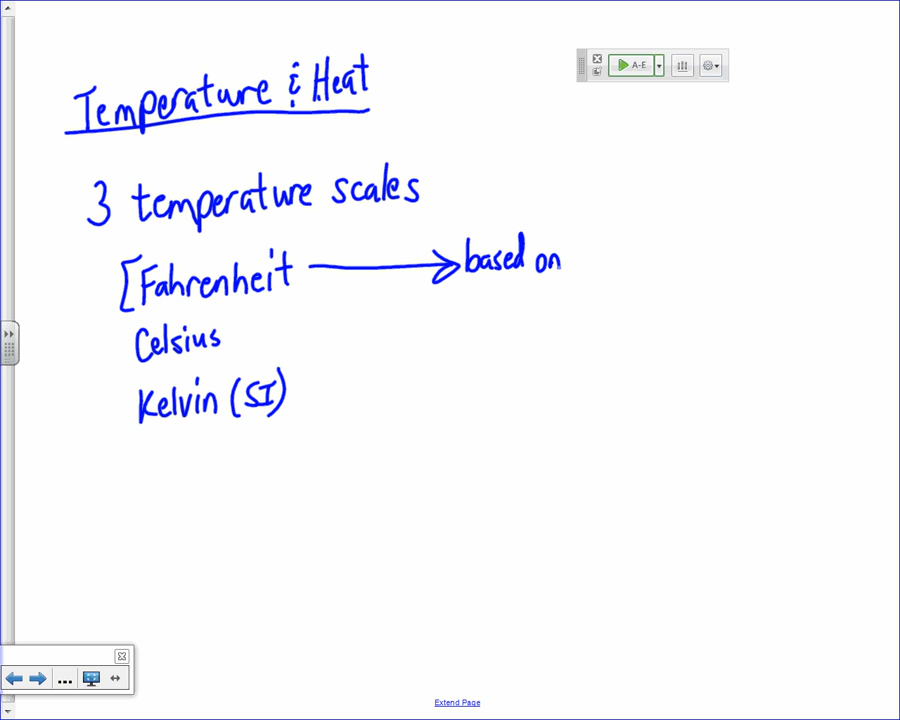 Temperature & Heat
A-E
3 temperature scales
[Fahrenheit → based on
Celsius
Kelvin (SI)
...
Extend Page